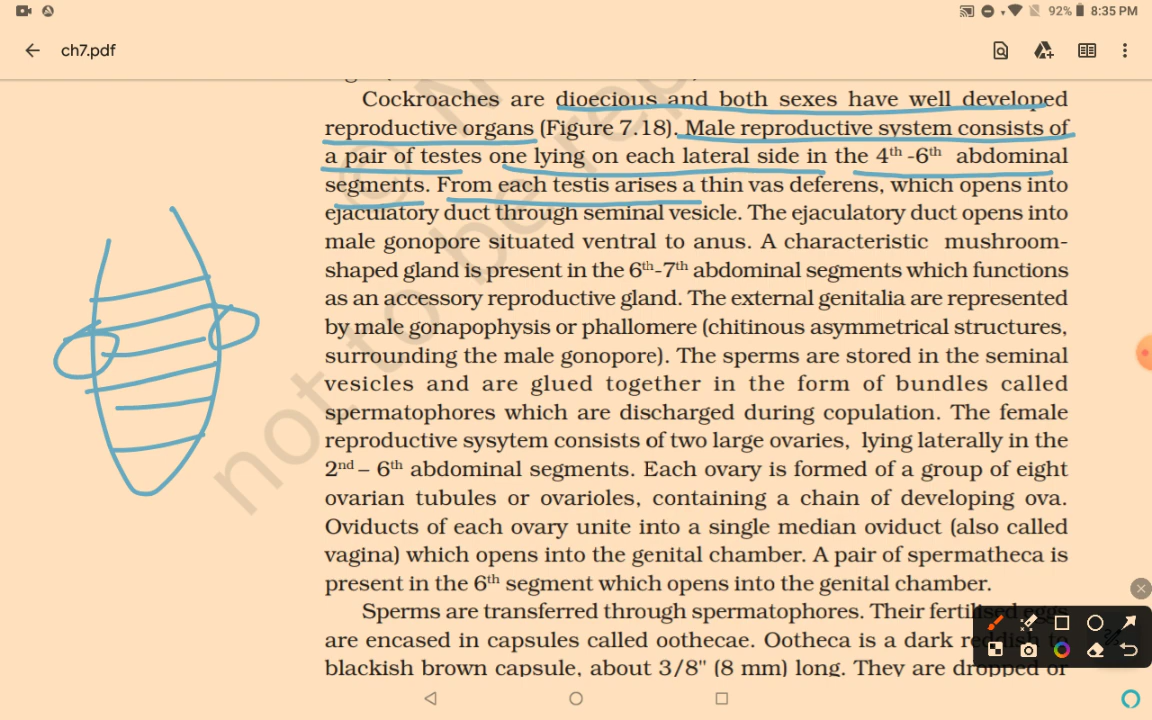 92% 8:35 PM
ch7.pdf
Cockroaches are dioecious and both sexes have well developed
reproductive organs (Figure 7.18). Male reproductive system consists of
a pair of testes one lying on each lateral side in the 4th -6th abdominal
segments. From each testis arises a thin vas deferens, which opens into
ejaculatory duct through seminal vesicle. The ejaculatory duct opens into
male gonopore situated ventral to anus. A characteristic mushroom-
shaped gland is present in the 6th-7th abdominal segments which functions
as an accessory reproductive gland. The external genitalia are represented
by male gonapophysis or phallomere (chitinous asymmetrical structures,
surrounding the male gonopore). The sperms are stored in the seminal
vesicles and are glued together in the form of bundles called
spermatophores which are discharged during copulation. The female
reproductive sysytem consists of two large ovaries, lying laterally in the
2nd – 6th abdominal segments. Each ovary is formed of a group of eight
ovarian tubules or ovarioles, containing a chain of developing ova.
Oviducts of each ovary unite into a single median oviduct (also called
vagina) which opens into the genital chamber. A pair of spermatheca is
present in the 6th segment which opens into the genital chamber.
Sperms are transferred through spermatophores. Their fertilised eggs
are encased in capsules called oothecae. Ootheca is a dark reddish to
blackish brown capsule, about 3/8" (8 mm) long. They are dropped or
© N
not to be rep